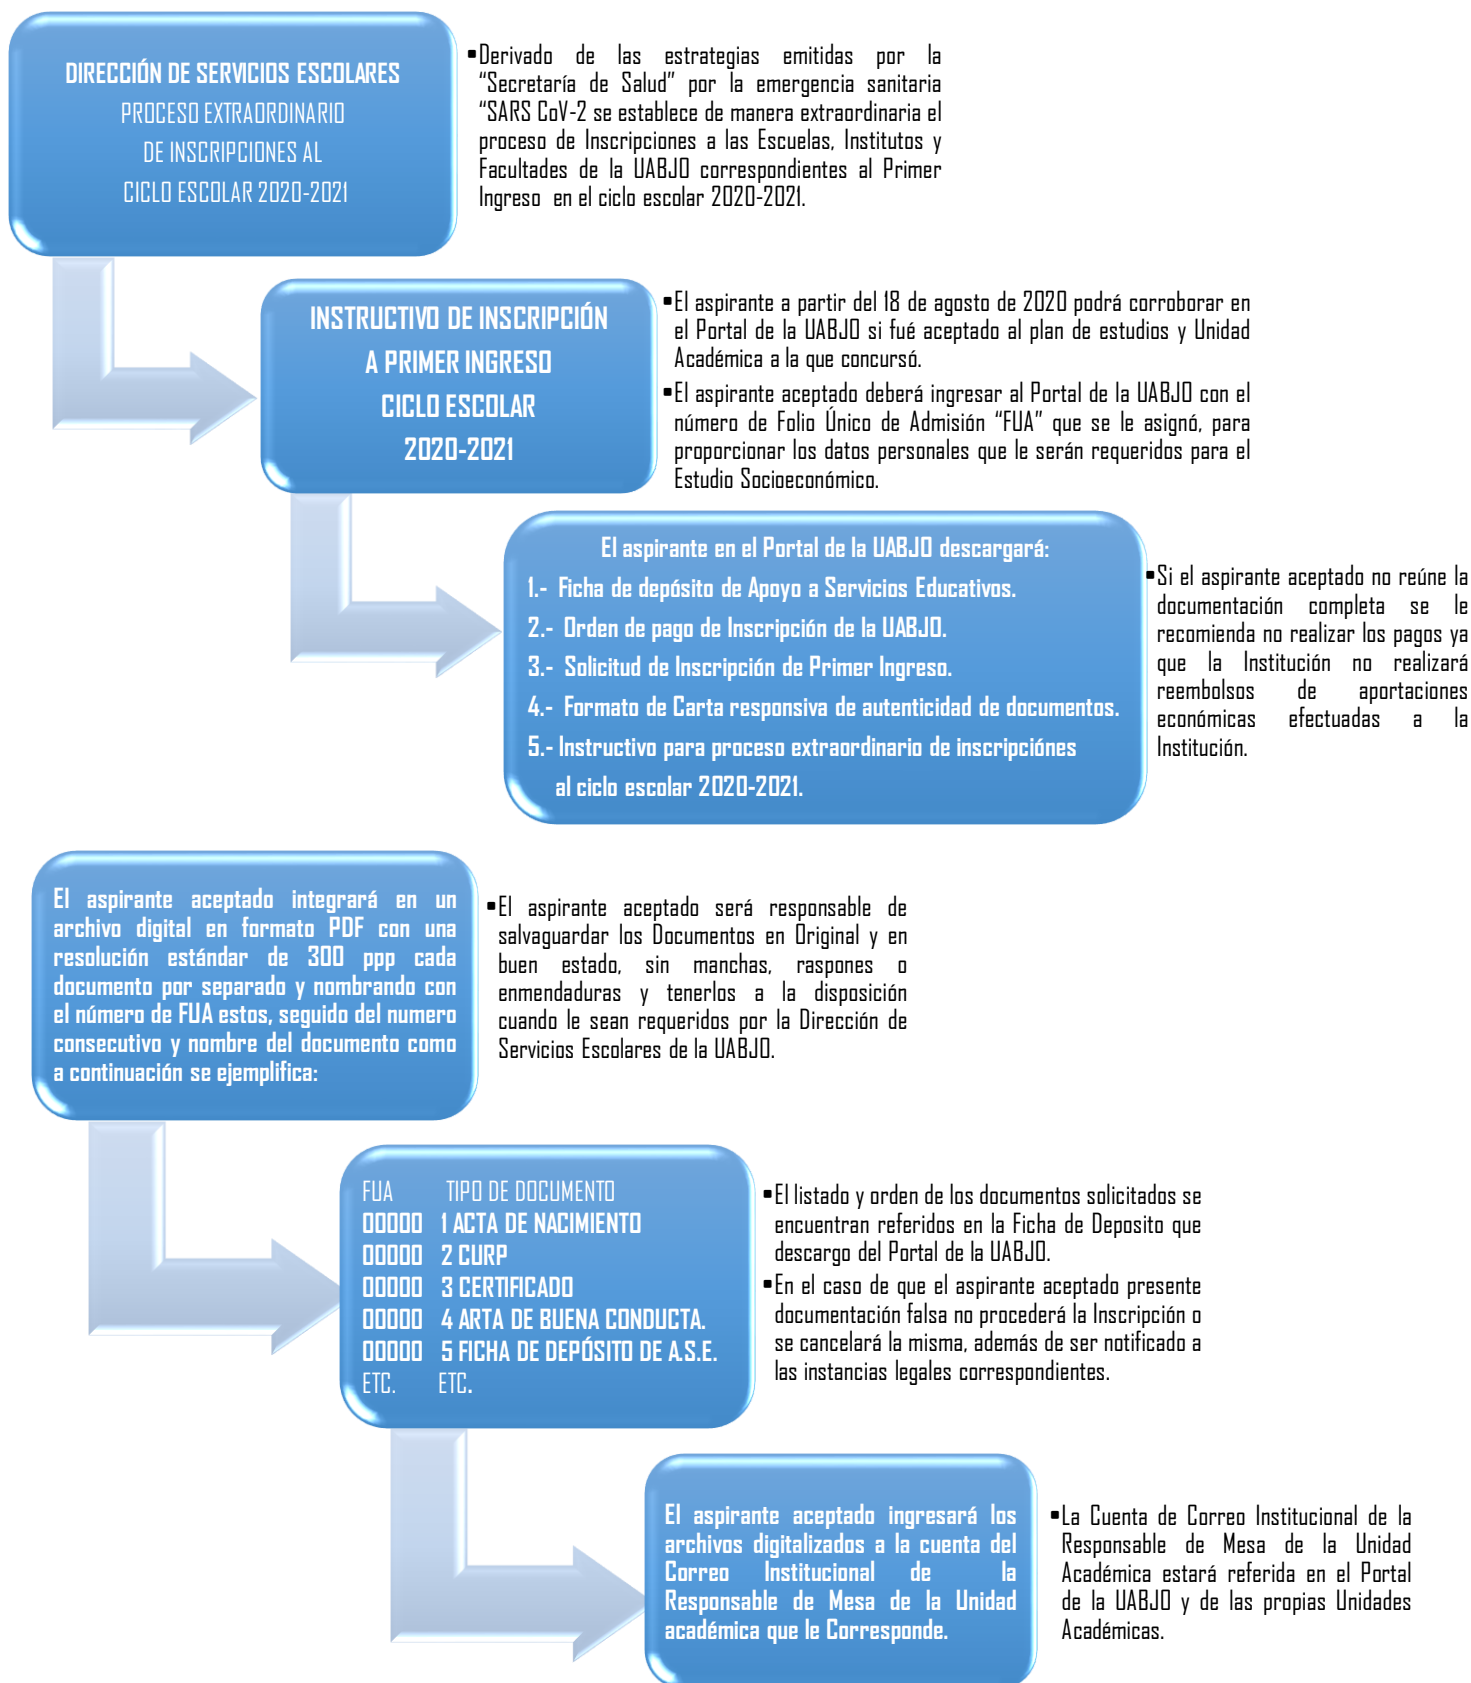 DIRECCIÓN DE SERVICIOS ESCOLARES
PROCESO EXTRAORDINARIO
DE INSCRIPCIONES AL
CICLO ESCOLAR 2020-2021
▪Derivado de las estrategias emitidas por la
“Secretaría de Salud” por la emergencia sanitaria
“SARS CoV-2 se establece de manera extraordinaria el
proceso de Inscripciones a las Escuelas, Institutos y
Facultades de la UABJO correspondientes al Primer
Ingreso en el ciclo escolar 2020-2021.
INSTRUCTIVO DE INSCRIPCIÓN
A PRIMER INGRESO
CICLO ESCOLAR
2020-2021
▪El aspirante a partir del 18 de agosto de 2020 podrá corroborar en
el Portal de la UABJO si fué aceptado al plan de estudios y Unidad
Académica a la que concursó.
▪El aspirante aceptado deberá ingresar al Portal de la UABJO con el
número de Folio Único de Admisión “FUA” que se le asignó, para
proporcionar los datos personales que le serán requeridos para el
Estudio Socioeconómico.
El aspirante en el Portal de la UABJO descargará:
1.- Ficha de depósito de Apoyo a Servicios Educativos.
2.- Orden de pago de Inscripción de la UABJO.
3.- Solicitud de Inscripción de Primer Ingreso.
4.- Formato de Carta responsiva de autenticidad de documentos.
5.- Instructivo para proceso extraordinario de inscripciónes
al ciclo escolar 2020-2021.
▪Si el aspirante aceptado no reúne la
documentación completa se le
recomienda no realizar los pagos ya
que la Institución no realizará
reembolsos de aportaciones
económicas efectuadas a la
Institución.
El aspirante aceptado integrará en un
archivo digital en formato PDF con una
resolución estándar de 300 ppp cada
documento por separado y nombrando con
el número de FUA estos, seguido del numero
consecutivo y nombre del documento como
a continuación se ejemplifica:
▪El aspirante aceptado será responsable de
salvaguardar los Documentos en Original y en
buen estado, sin manchas, raspones o
enmendaduras y tenerlos a la disposición
cuando le sean requeridos por la Dirección de
Servicios Escolares de la UABJO.
FUA TIPO DE DOCUMENTO
00000 1 ACTA DE NACIMIENTO
00000 2 CURP
00000 3 CERTIFICADO
00000 4 ARTA DE BUENA CONDUCTA.
00000 5 FICHA DE DEPÓSITO DE A.S.E.
ETC. ETC.
▪El listado y orden de los documentos solicitados se
encuentran referidos en la Ficha de Deposito que
descargo del Portal de la UABJO.
▪En el caso de que el aspirante aceptado presente
documentación falsa no procederá la Inscripción o
se cancelará la misma, además de ser notificado a
las instancias legales correspondientes.
El aspirante aceptado ingresará los
archivos digitalizados a la cuenta del
Correo Institucional de la
Responsable de Mesa de la Unidad
académica que le Corresponde.
▪La Cuenta de Correo Institucional de la
Responsable de Mesa de la Unidad
Académica estará referida en el Portal
de la UABJO y de las propias Unidades
Académicas.